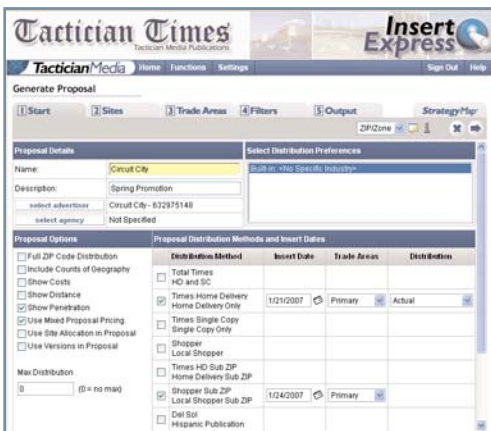 Tactician Times
Tactician Media Publications
Insert
Express
Tactician Media Home Functions Settings Sign Out Help
Generate Proposal
1 Start 2 Sites 3 Trade Areas 4 Filters 5 Output StrategyMap
ZIP/Zone
Proposal Details Select Distribution Preferences
Name: Circuit City Built-in: <No Specific Industry>
Description: Spring Promotion
select advertiser Circuit City - 632975148
select agency Not Specified
Proposal Options Proposal Distribution Methods and Insert Dates
Distribution Method Insert Date Trade Areas Distribution
Full ZIP Code Distribution
Include Counts of Geography
Show Costs
Show Distance
Show Penetration
Use Mixed Proposal Pricing
Use Site Allocation in Proposal
Use Versions in Proposal
Max Distribution
0 (0 = no max)
Total Times
HD and SC
Times Home Delivery
Home Delivery Only 1/21/2007 Primary Actual
Times Single Copy
Single Copy Only
Shopper
Local Shopper
Times HD Sub ZIP
Home Delivery Sub ZIP
Shopper Sub ZIP
Local Shopper Sub ZIP 1/24/2007 Primary
Del Sol
Hispanic Publication